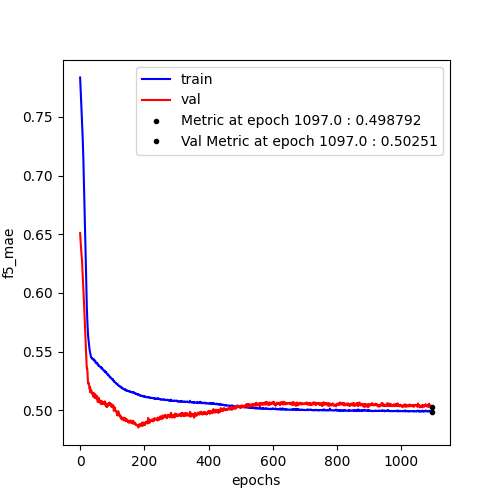 train
val
Metric at epoch 1097.0 : 0.498792
Val Metric at epoch 1097.0 : 0.50251
0.75
0.70
0.65
0.60
0.55
0.50
f5_mae
0
200
400
600
800
1000
epochs